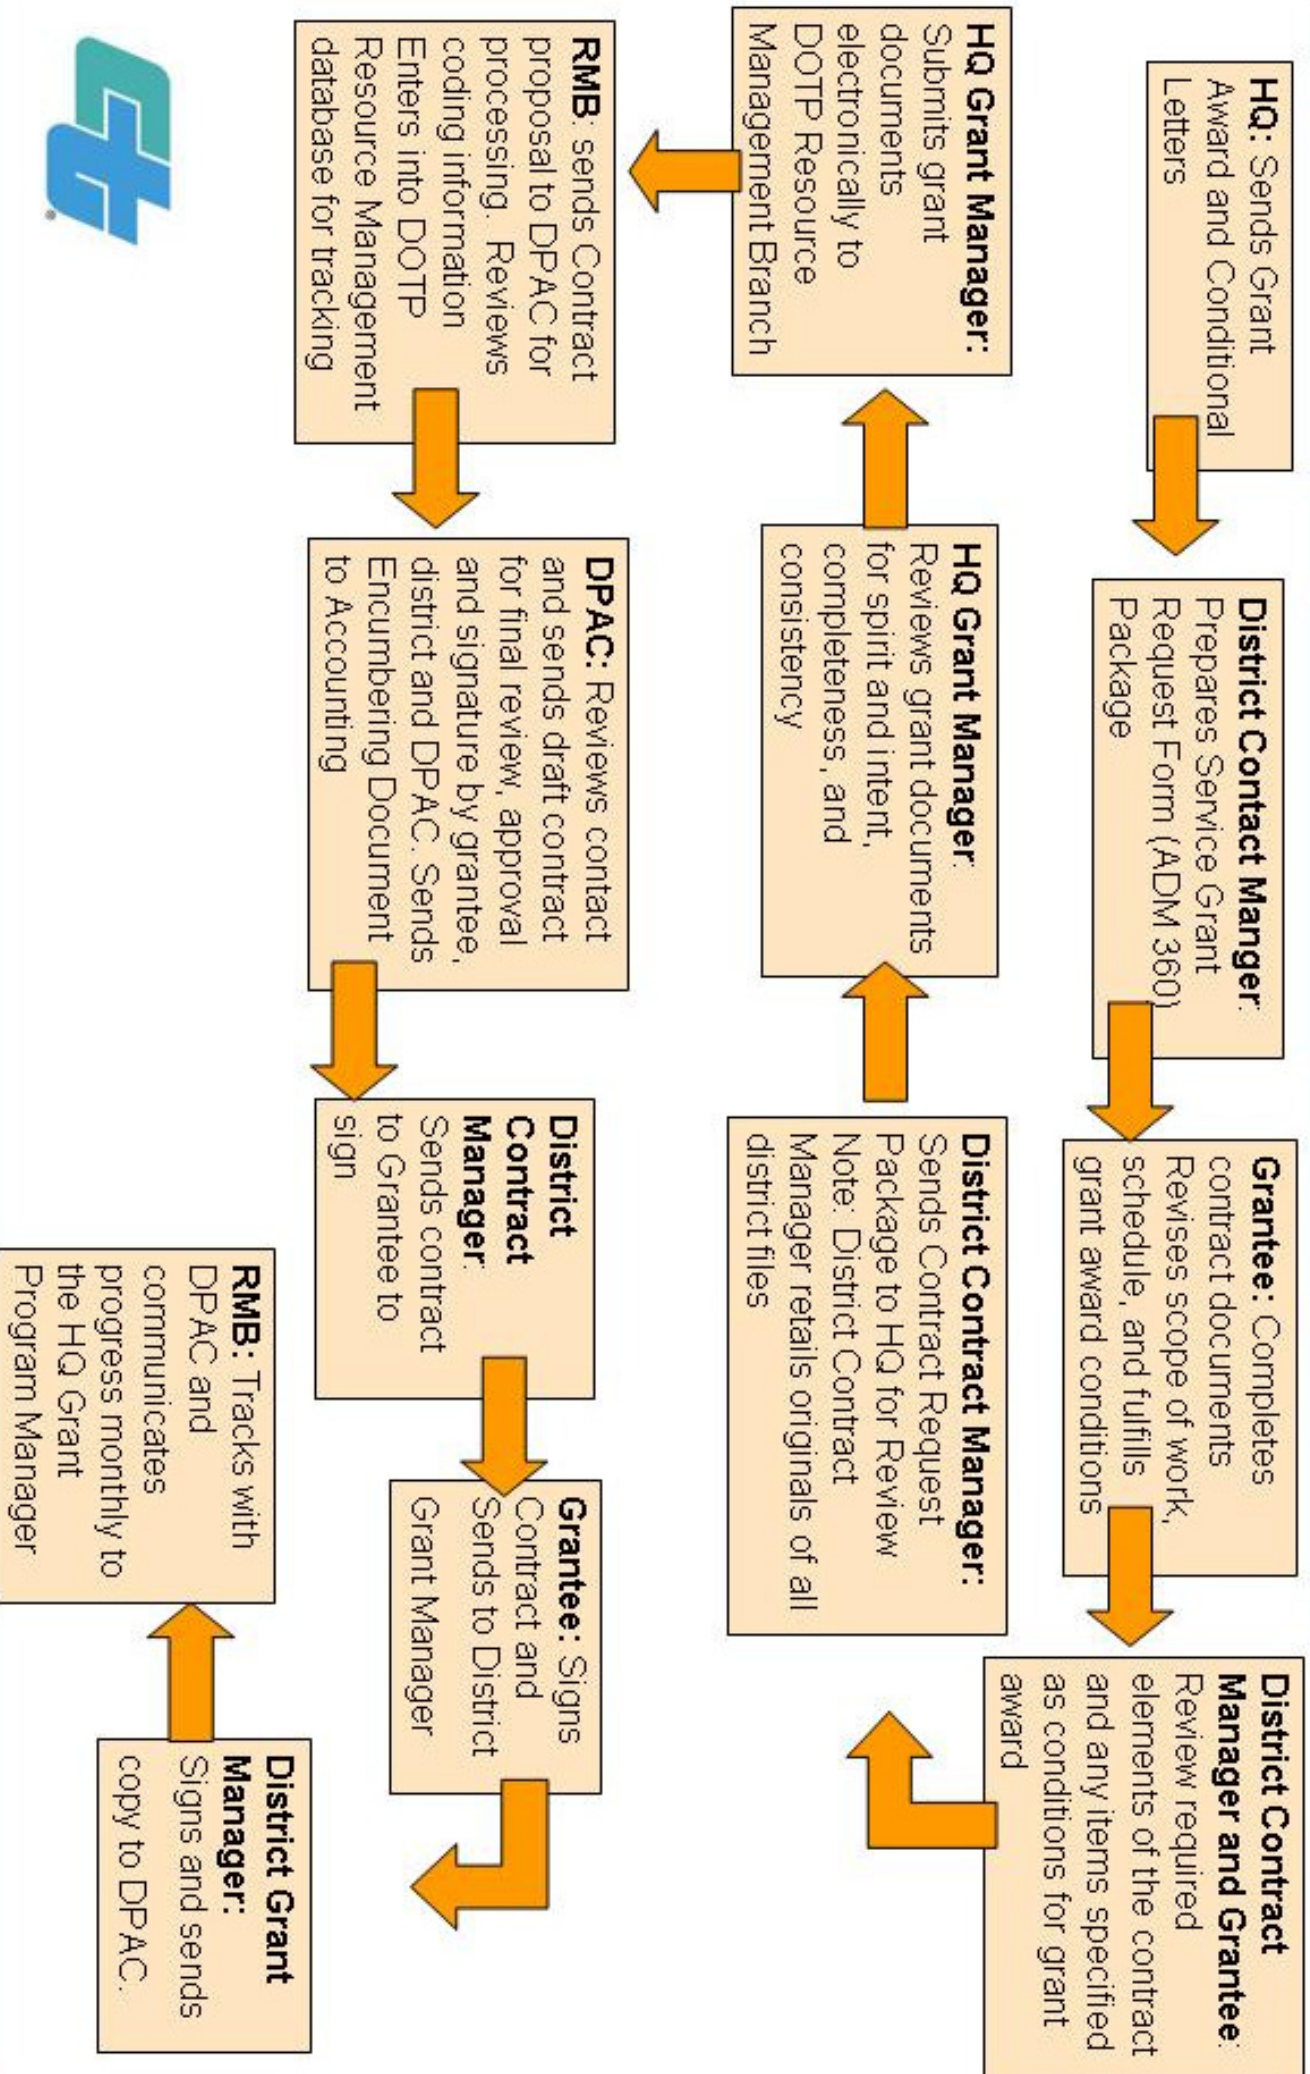 HQ: Sends Grant
Award and Conditional
Letters
District Contact Manger:
Prepares Service Grant
Request Form (ADM 360)
Package
Grantee: Completes
contract documents
Revises scope of work,
schedule, and fulfills
grant award conditions
District Contract
Manager and Grantee:
Review required
elements of the contract
and any items specified
as conditions for grant
award
District Contract Manager:
Sends Contract Request
Package to HQ for Review
Note: District Contract
Manager retails originals of all
district files
HQ Grant Manager:
Reviews grant documents
for spirit and intent,
completeness, and
consistency
HQ Grant Manager:
Submits grant
documents
electronically to
DOTP Resource
Management Branch
RMB: sends Contract
proposal to DPAC for
processing. Reviews
coding information
Enters into DOTP
Resource Management
database for tracking
DPAC: Reviews contact
and sends draft contract
for final review, approval
and signature by grantee,
district and DPAC. Sends
Encumbering Document
to Accounting
District
Contract
Manager:
Sends contract
to Grantee to
sign
Grantee: Signs
Contract and
Sends to District
Grant Manager
District Grant
Manager:
Signs and sends
copy to DPAC.
RMB: Tracks with
DPAC and
communicates
progress monthly to
the HQ Grant
Program Manager